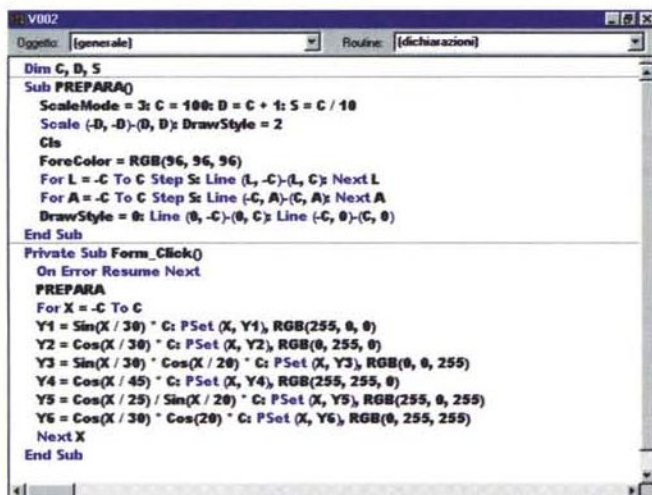 V002
Oggetto: (generale) Routine: (dichiarazioni)
Dim C, D, S
Sub PREPARA()
ScaleMode = 3: C = 100: D = C + 1: S = C / 10
Scale (-D, -D)-(D, D): DrawStyle = 2
Cls
ForeColor = RGB(96, 96, 96)
For L = -C To C Step S: Line (L, -C)-(L, C): Next L
For A = -C To C Step S: Line (-C, A)-(C, A): Next A
DrawStyle = 0: Line (0, -C)-(0, C): Line (-C, 0)-(C, 0)
End Sub
Private Sub Form_Click()
On Error Resume Next
PREPARA
For X = -C To C
Y1 = Sin(X / 30) * C: PSet (X, Y1), RGB(255, 0, 0)
Y2 = Cos(X / 30) * C: PSet (X, Y2), RGB(0, 255, 0)
Y3 = Sin(X / 30) * Cos(X / 20) * C: PSet (X, Y3), RGB(0, 0, 255)
Y4 = Cos(X / 45) * C: PSet (X, Y4), RGB(255, 255, 0)
Y5 = Cos(X / 25) / Sin(X / 20) * C: PSet (X, Y5), RGB(255, 0, 255)
Y6 = Cos(X / 30) * Cos(20) * C: PSet (X, Y6), RGB(0, 255, 255)
Next X
End Sub